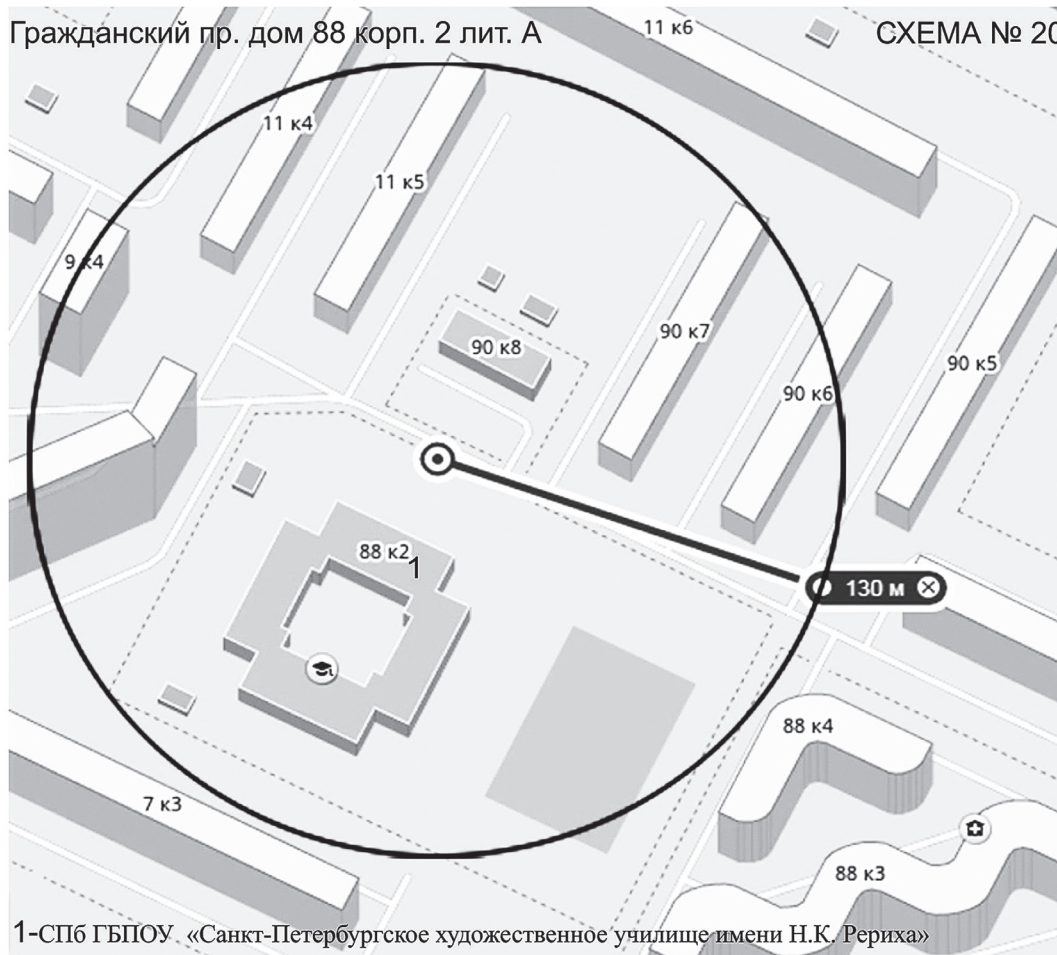 Гражданский пр. дом 88 корп. 2 лит. А
СХЕМА № 20
11 к6
11 к4
11 к5
9 к4
90 к8
90 к7
90 к5
90 к6
88 к2
1
130 м
88 к4
7 к3
88 к3
1-СПб ГБПОУ «Санкт-Петербургское художественное училище имени Н.К. Рериха»